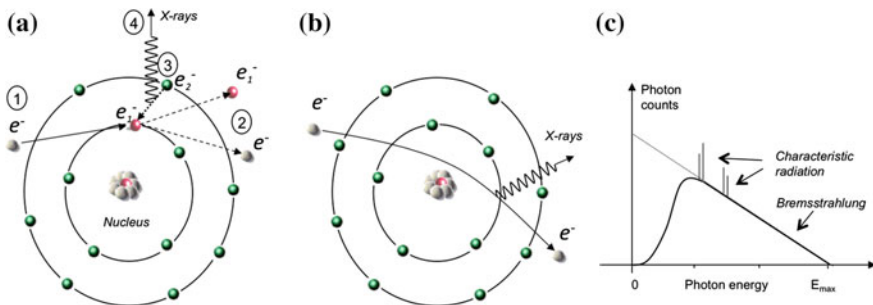 (a)
4
X-rays
3
e₂⁻
e₁⁻
1
e⁻
e₁⁻
2
e⁻
Nucleus
(b)
e⁻
X-rays
e⁻
(c)
Photon
counts
Characteristic
radiation
Bremsstrahlung
0
Photon energy
Eₘₐₓ